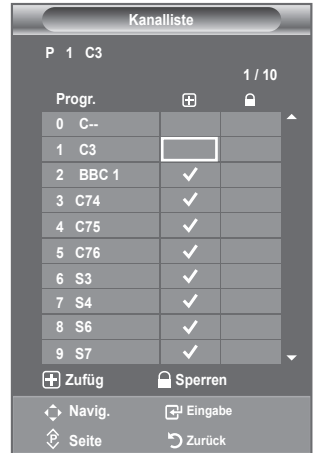 Kanalliste
P 1 C3
1 / 10
Progr.
0 C--
1 C3
2 BBC 1
3 C74
4 C75
5 C76
6 S3
7 S4
8 S6
9 S7
Zufüg Sperren
Navig. Eingabe
P Seite Zurück